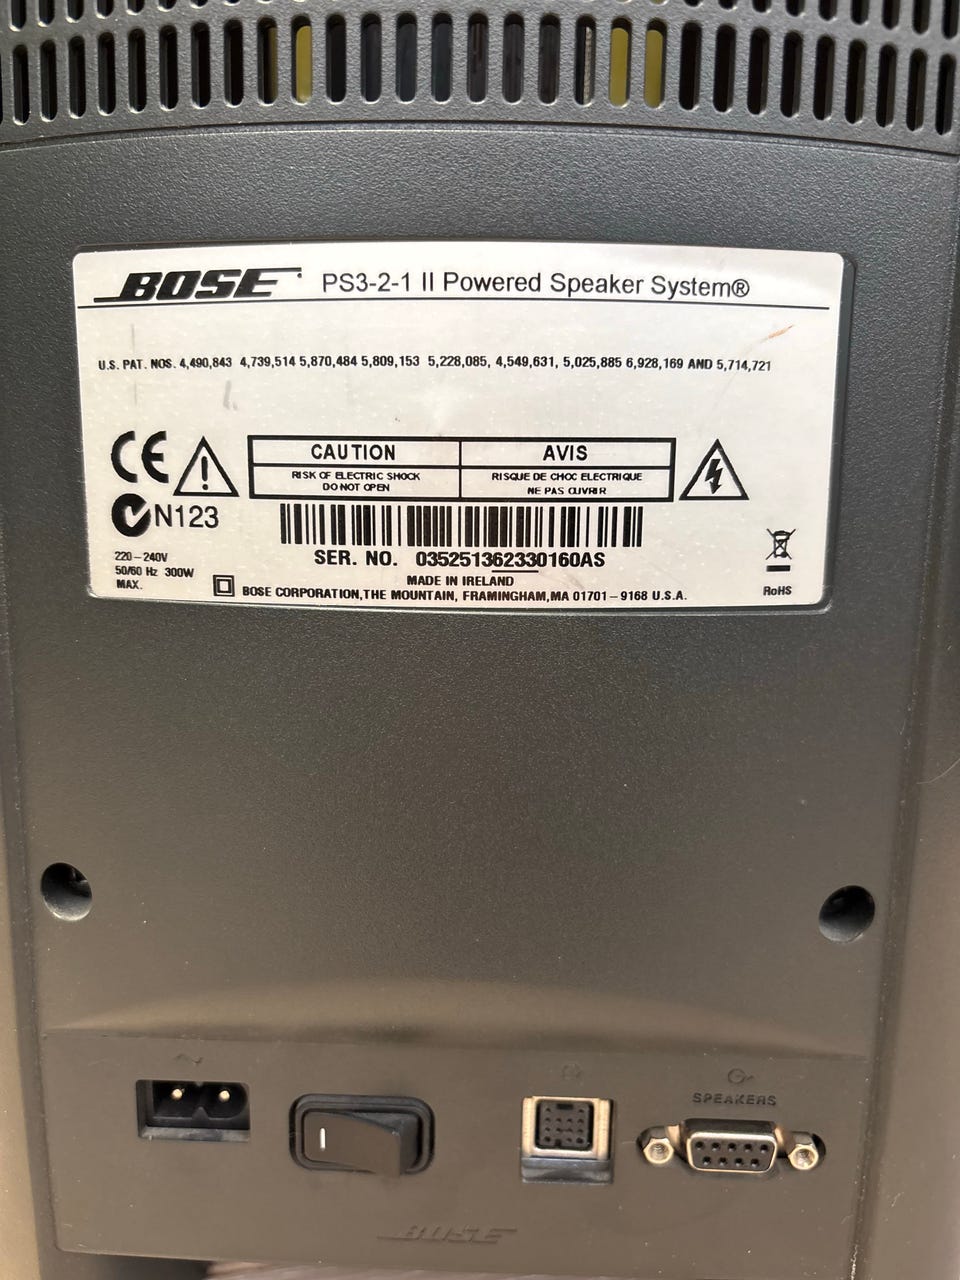 BOSE
PS3-2-1 II Powered Speaker System®
U.S. PAT. NOS. 4,490,843 4,739,514 5,870,484 5,809,153 5,228,085, 4,549,631, 5,025,885 6,928,169 AND 5,714,721
CE
CAUTION
RISK OF ELECTRIC SHOCK
DO NOT OPEN
AVIS
RISQUE DE CHOC ELECTRIQUE
NE PAS OUVRIR
N123
220-240V
50/60 Hz 300W
MAX.
SER. NO. 035251362330160AS
MADE IN IRELAND
BOSE CORPORATION,THE MOUNTAIN, FRAMINGHAM,MA 01701-9168 U.S.A.
RoHS
SPEAKERS
BOSE